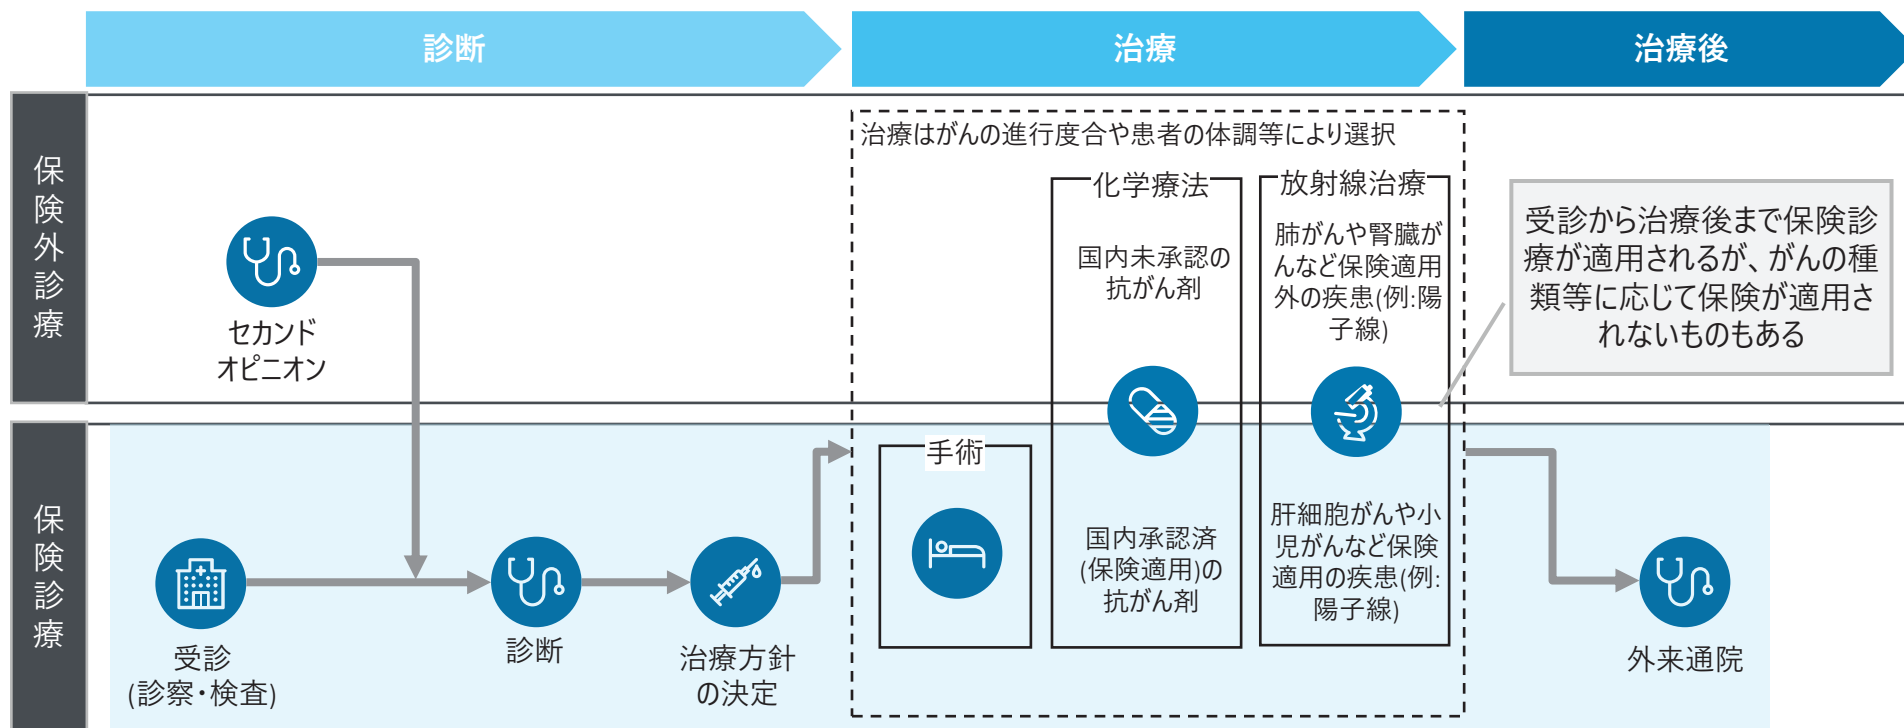 診断
治療
治療後
保険外診療
治療はがんの進行度合や患者の体調等により選択
セカンド
オピニオン
化学療法
国内未承認の
抗がん剤
放射線治療
肺がんや腎臓が
んなど保険適用
外の疾患(例:陽
子線)
受診から治療後まで保険診
療が適用されるが、がんの種
類等に応じて保険が適用さ
れないものもある
保険診療
受診
(診察・検査)
診断
治療方針
の決定
手術
国内承認済
(保険適用)の
抗がん剤
肝細胞がんや小
児がんなど保険
適用の疾患(例:
陽子線)
外来通院